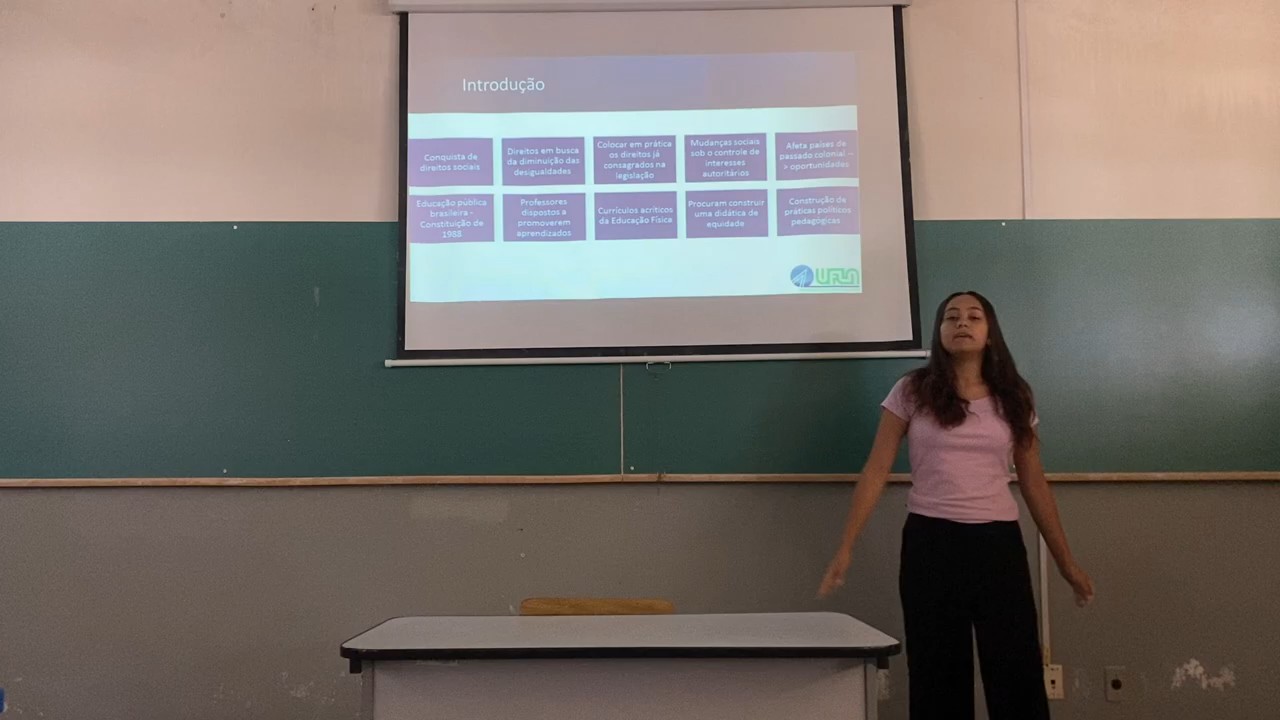 Introdução
Conquista de
direitos sociais
Direitos em busca
da diminuição das
desigualdades
Colocar em prática
os direitos já
consagrados na
legislação
Mudanças sociais
sob o controle de
interesses
autoritários
Afeta países de
passado colonial –
> oportunidades
Educação pública
brasileira -
Constituição de
1988
Professores
dispostos a
promoverem
aprendizados
Currículos acríticos
da Educação Física
Procuram construir
uma didática de
equidade
Construção de
práticas políticos
pedagógicas
UFLA